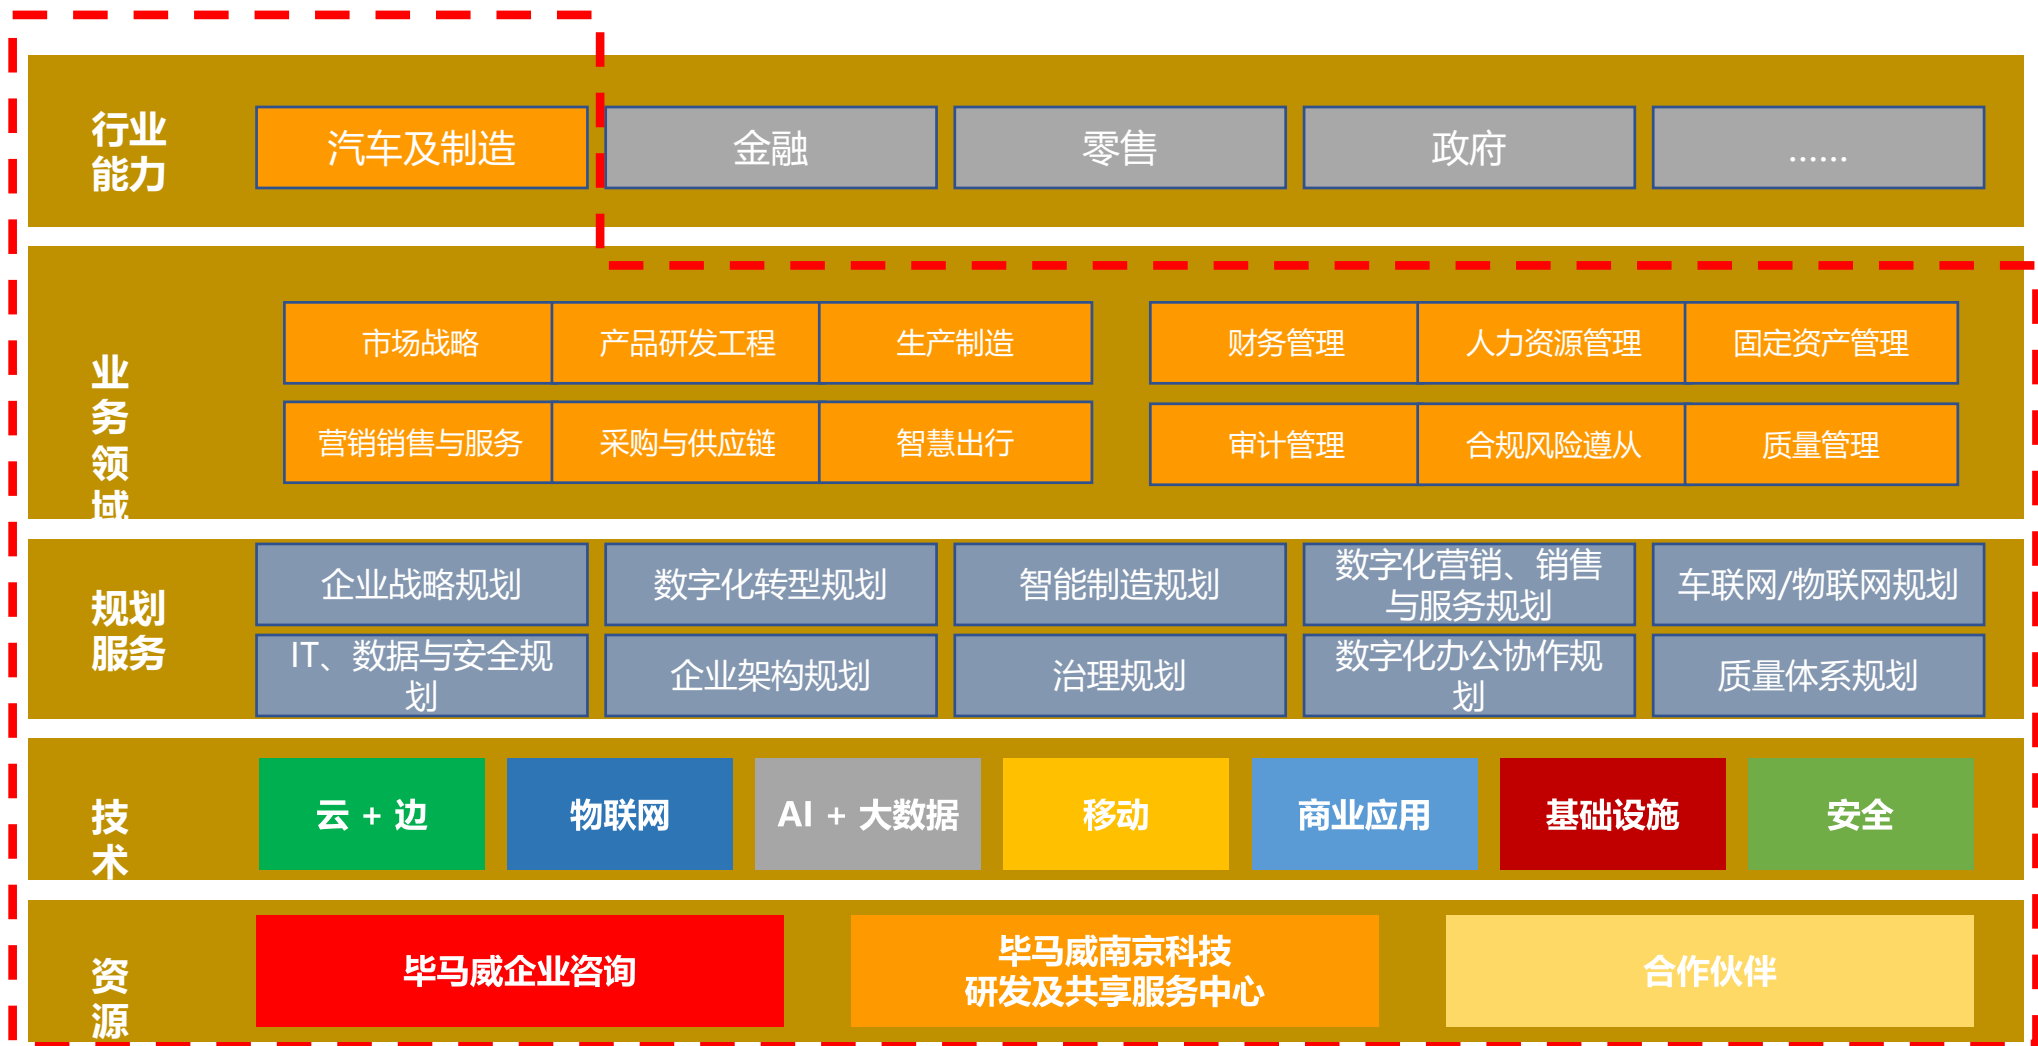 行业
能力
汽车及制造
金融
零售
政府
......
业
务
领
域
市场战略
产品研发工程
生产制造
财务管理
人力资源管理
固定资产管理
营销销售与服务
采购与供应链
智慧出行
审计管理
合规风险遵从
质量管理
规划
服务
企业战略规划
数字化转型规划
智能制造规划
数字化营销、销售
与服务规划
车联网/物联网规划
IT、数据与安全规
划
企业架构规划
治理规划
数字化办公协作规
划
质量体系规划
技
术
云 + 边
物联网
AI + 大数据
移动
商业应用
基础设施
安全
资
源
毕马威企业咨询
毕马威南京科技
研发及共享服务中心
合作伙伴